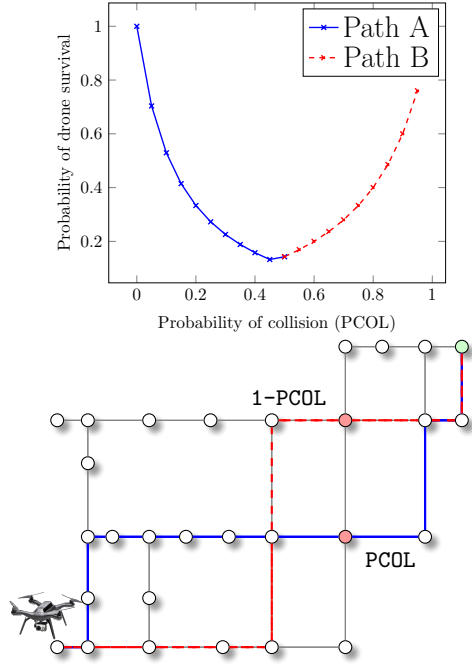 Path A
Path B
1
0.8
0.6
0.4
0.2
0
0.2
0.4
0.6
0.8
1
Probability of drone survival
Probability of collision (PCOL)
1-PCOL
PCOL